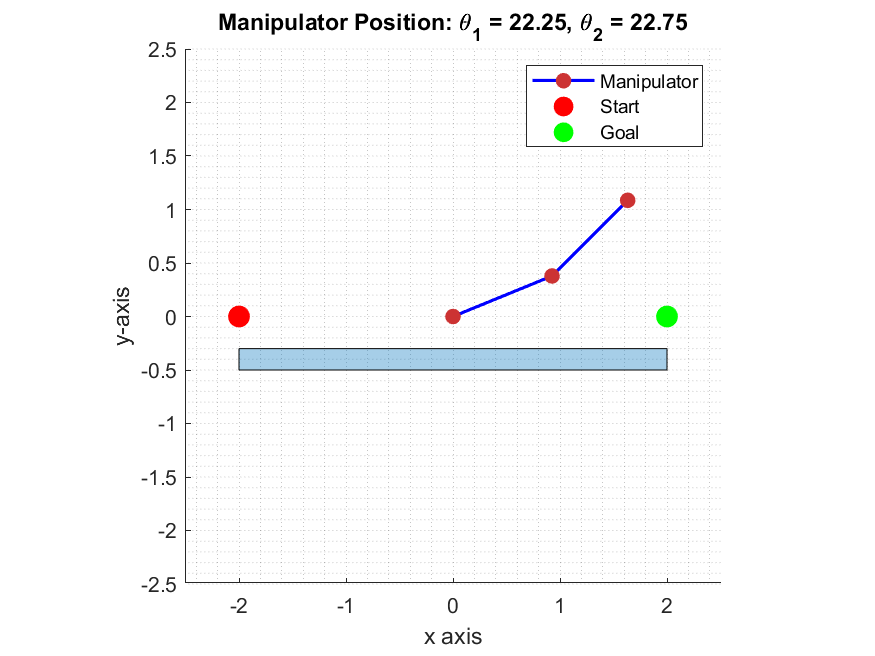 Manipulator Position: θ1 = 22.25, θ2 = 22.75
2.5
2
1.5
1
0.5
0
-0.5
-1
-1.5
-2
-2.5
y-axis
Manipulator
Start
Goal
-2 -1 0 1 2
x axis